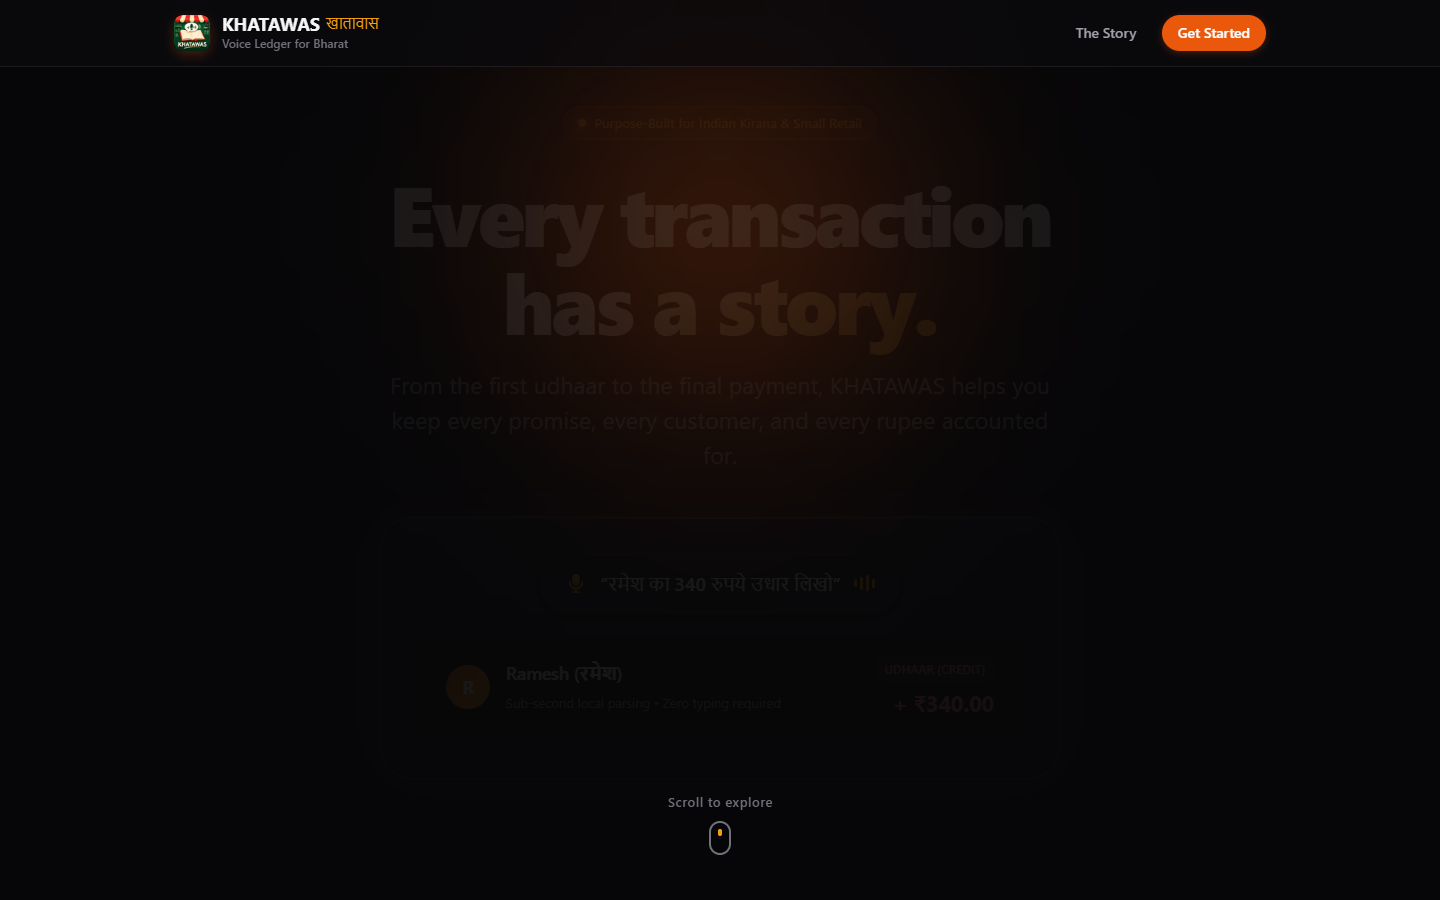 KHATAWAS खातावास
Voice Ledger for Bharat
The Story
Get Started
KHATAWAS
Purpose-Built for Indian Kirana & Small Retail
Every transaction
has a story.
From the first udhaar to the final payment, KHATAWAS helps you
keep every promise, every customer, and every rupee accounted
for.
"रमेश का 340 रुपये उधार लिखो"
R
Ramesh (रमेश)
Sub-second local parsing • Zero typing required
UDHAAR (CREDIT)
+ ₹340.00
Scroll to explore